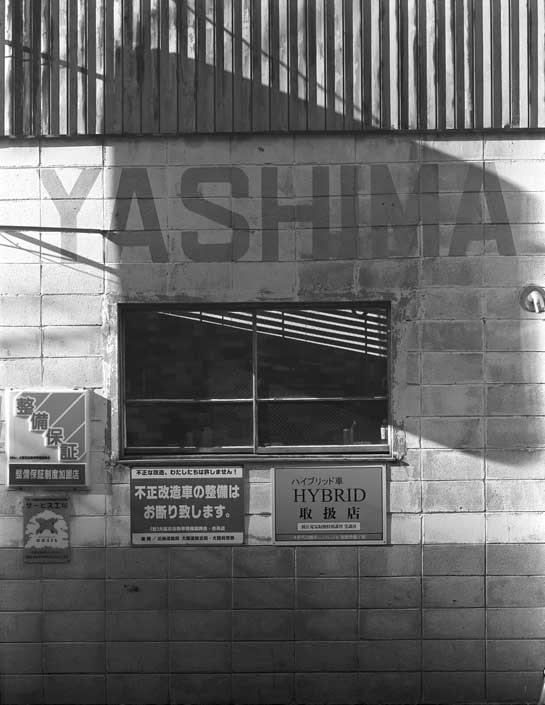 YASHIMA
整備保証
整備保証制度加盟店
サービス工場
不正な改造、わたしたちは許しません！
不正改造車の整備は
お断り致します。
ハイブリッド車
HYBRID
取扱店